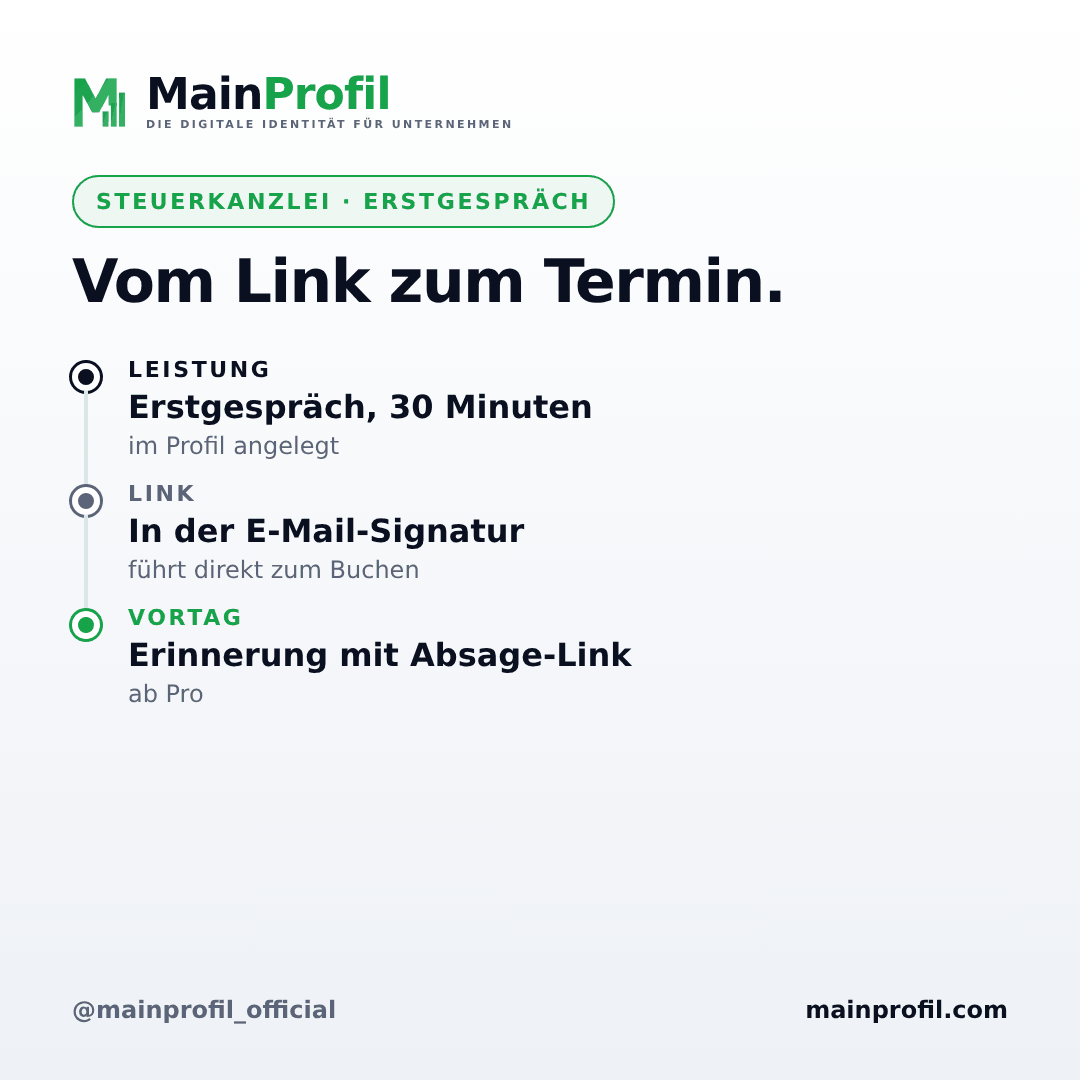 MainProfil
DIE DIGITALE IDENTITÄT FÜR UNTERNEHMEN
STEUERKANZLEI · ERSTGESPRÄCH
Vom Link zum Termin.
LEISTUNG
Erstgespräch, 30 Minuten
im Profil angelegt
LINK
In der E-Mail-Signatur
führt direkt zum Buchen
VORTAG
Erinnerung mit Absage-Link
ab Pro
@mainprofil_official
mainprofil.com